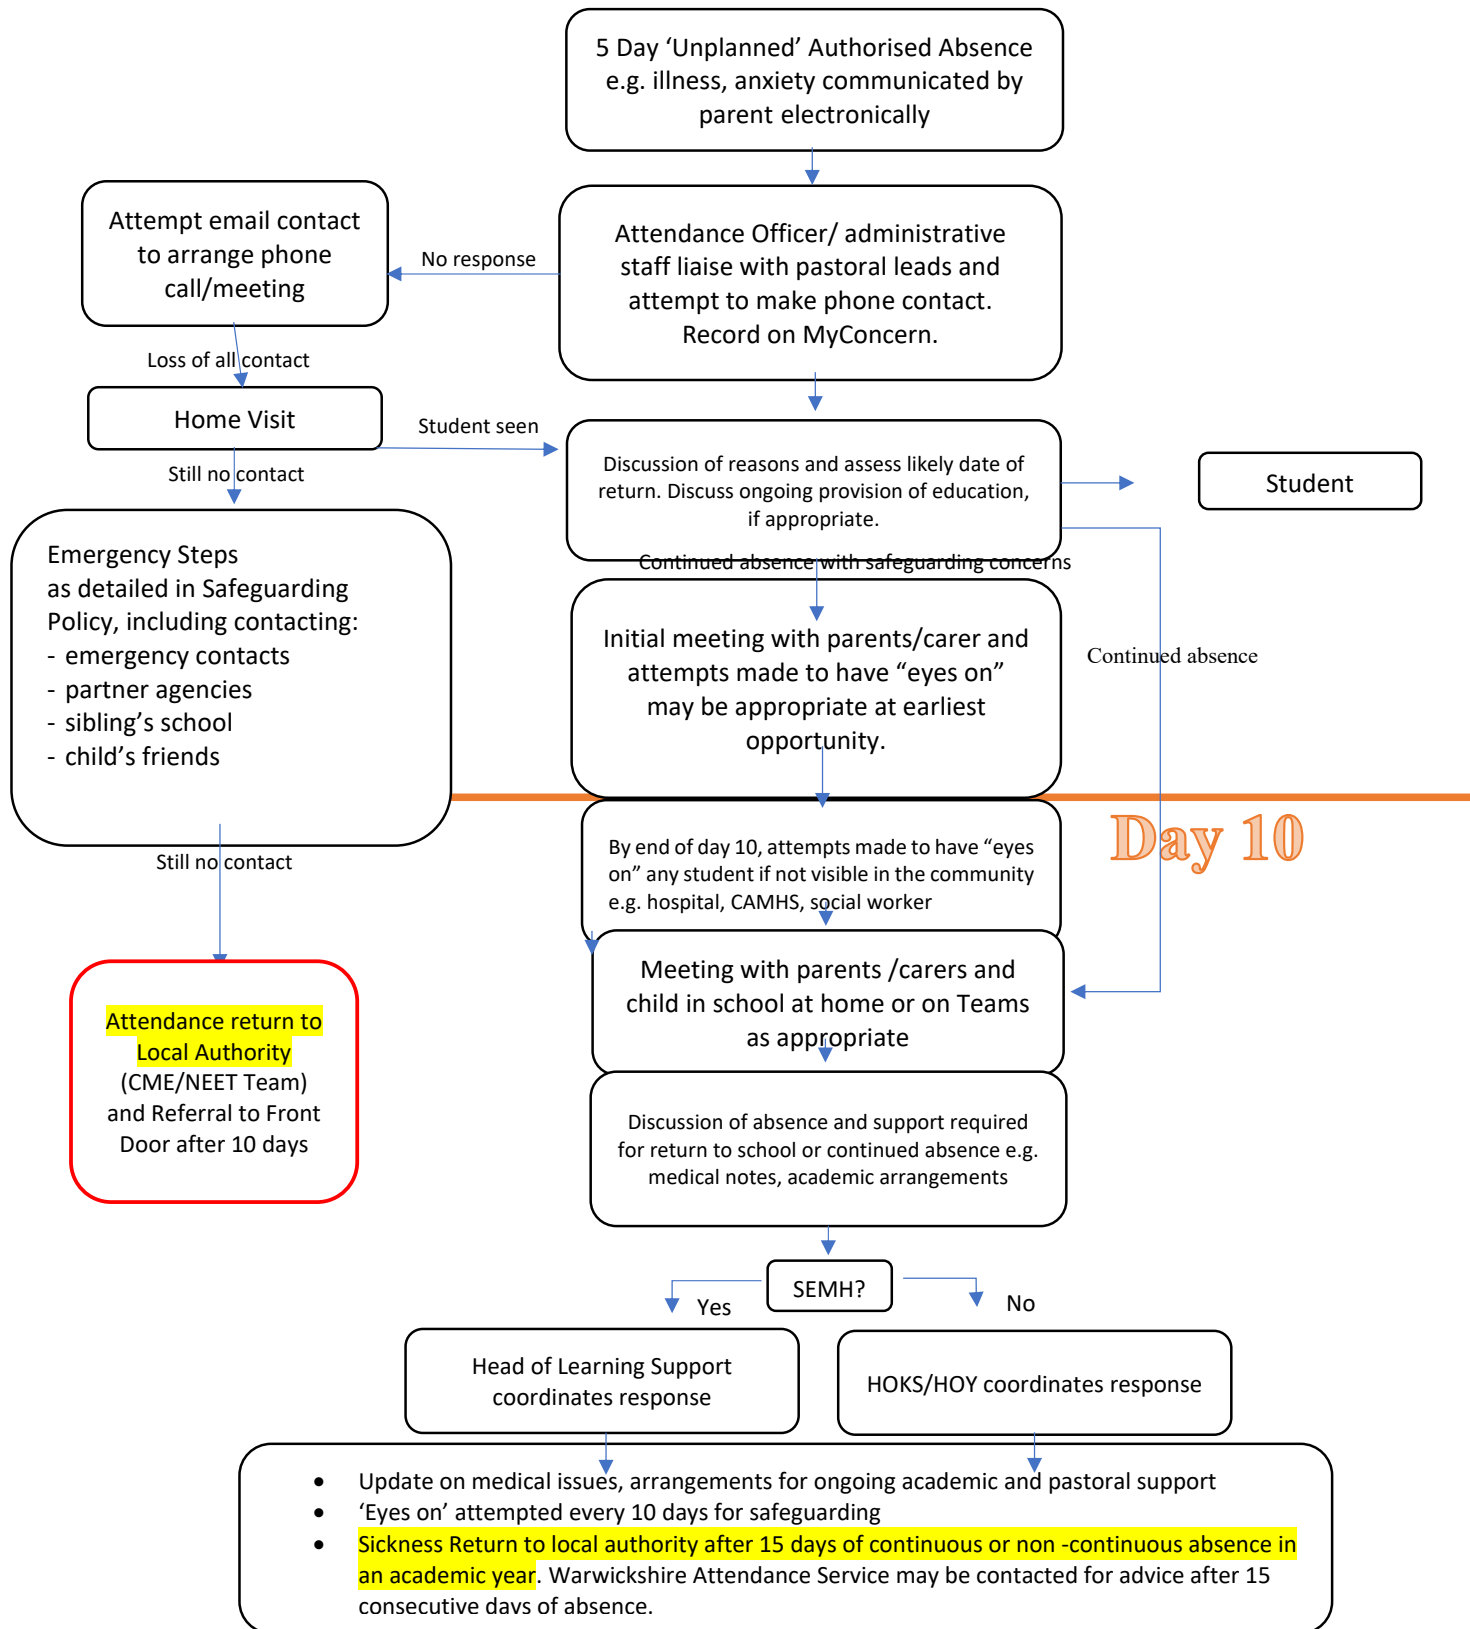 5 Day ‘Unplanned’ Authorised Absence
e.g. illness, anxiety communicated by
parent electronically
Attempt email contact
to arrange phone
call/meeting
No response
Attendance Officer/ administrative
staff liaise with pastoral leads and
attempt to make phone contact.
Record on MyConcern.
Loss of all contact
Home Visit
Student seen
Still no contact
Discussion of reasons and assess likely date of
return. Discuss ongoing provision of education,
if appropriate.
Student
Continued absence with safeguarding concerns
Emergency Steps
as detailed in Safeguarding
Policy, including contacting:
- emergency contacts
- partner agencies
- sibling’s school
- child’s friends
Initial meeting with parents/carer and
attempts made to have “eyes on”
may be appropriate at earliest
opportunity.
Continued absence
Day 10
Still no contact
By end of day 10, attempts made to have “eyes
on” any student if not visible in the community
e.g. hospital, CAMHS, social worker
Attendance return to
Local Authority
(CME/NEET Team)
and Referral to Front
Door after 10 days
Meeting with parents /carers and
child in school at home or on Teams
as appropriate
Discussion of absence and support required
for return to school or continued absence e.g.
medical notes, academic arrangements
SEMH?
Yes
No
Head of Learning Support
coordinates response
HOKS/HOY coordinates response
• Update on medical issues, arrangements for ongoing academic and pastoral support
• ‘Eyes on’ attempted every 10 days for safeguarding
• Sickness Return to local authority after 15 days of continuous or non -continuous absence in
an academic year. Warwickshire Attendance Service may be contacted for advice after 15
consecutive days of absence.